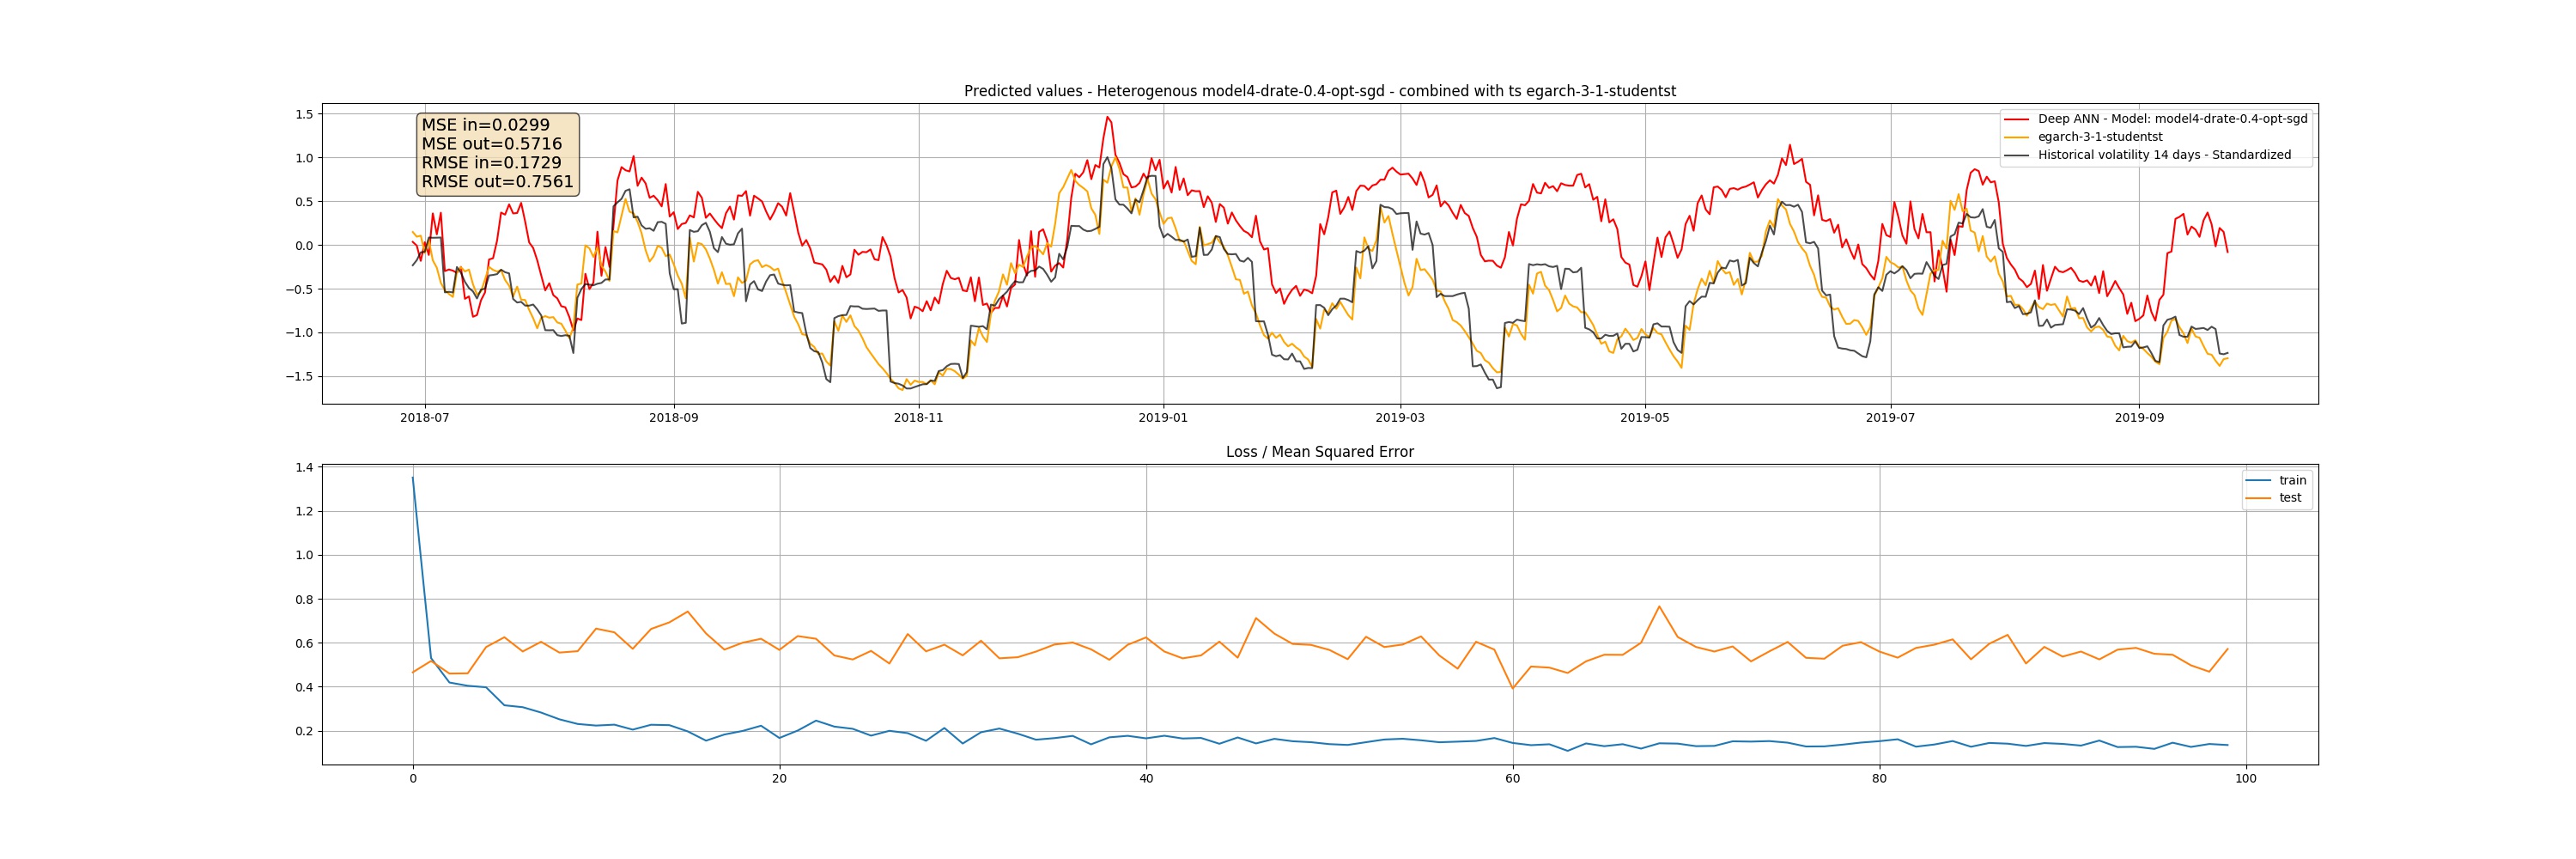 Predicted values - Heterogenous model4-drate-0.4-opt-sgd - combined with ts egarch-3-1-studentst
MSE in=0.0299
MSE out=0.5716
RMSE in=0.1729
RMSE out=0.7561
Deep ANN - Model: model4-drate-0.4-opt-sgd
egarch-3-1-studentst
Historical volatility 14 days - Standardized
1.5
1.0
0.5
0.0
−0.5
−1.0
−1.5
2018-07 2018-09 2018-11 2019-01 2019-03 2019-05 2019-07 2019-09
Loss / Mean Squared Error
train
test
1.4
1.2
1.0
0.8
0.6
0.4
0.2
0 20 40 60 80 100